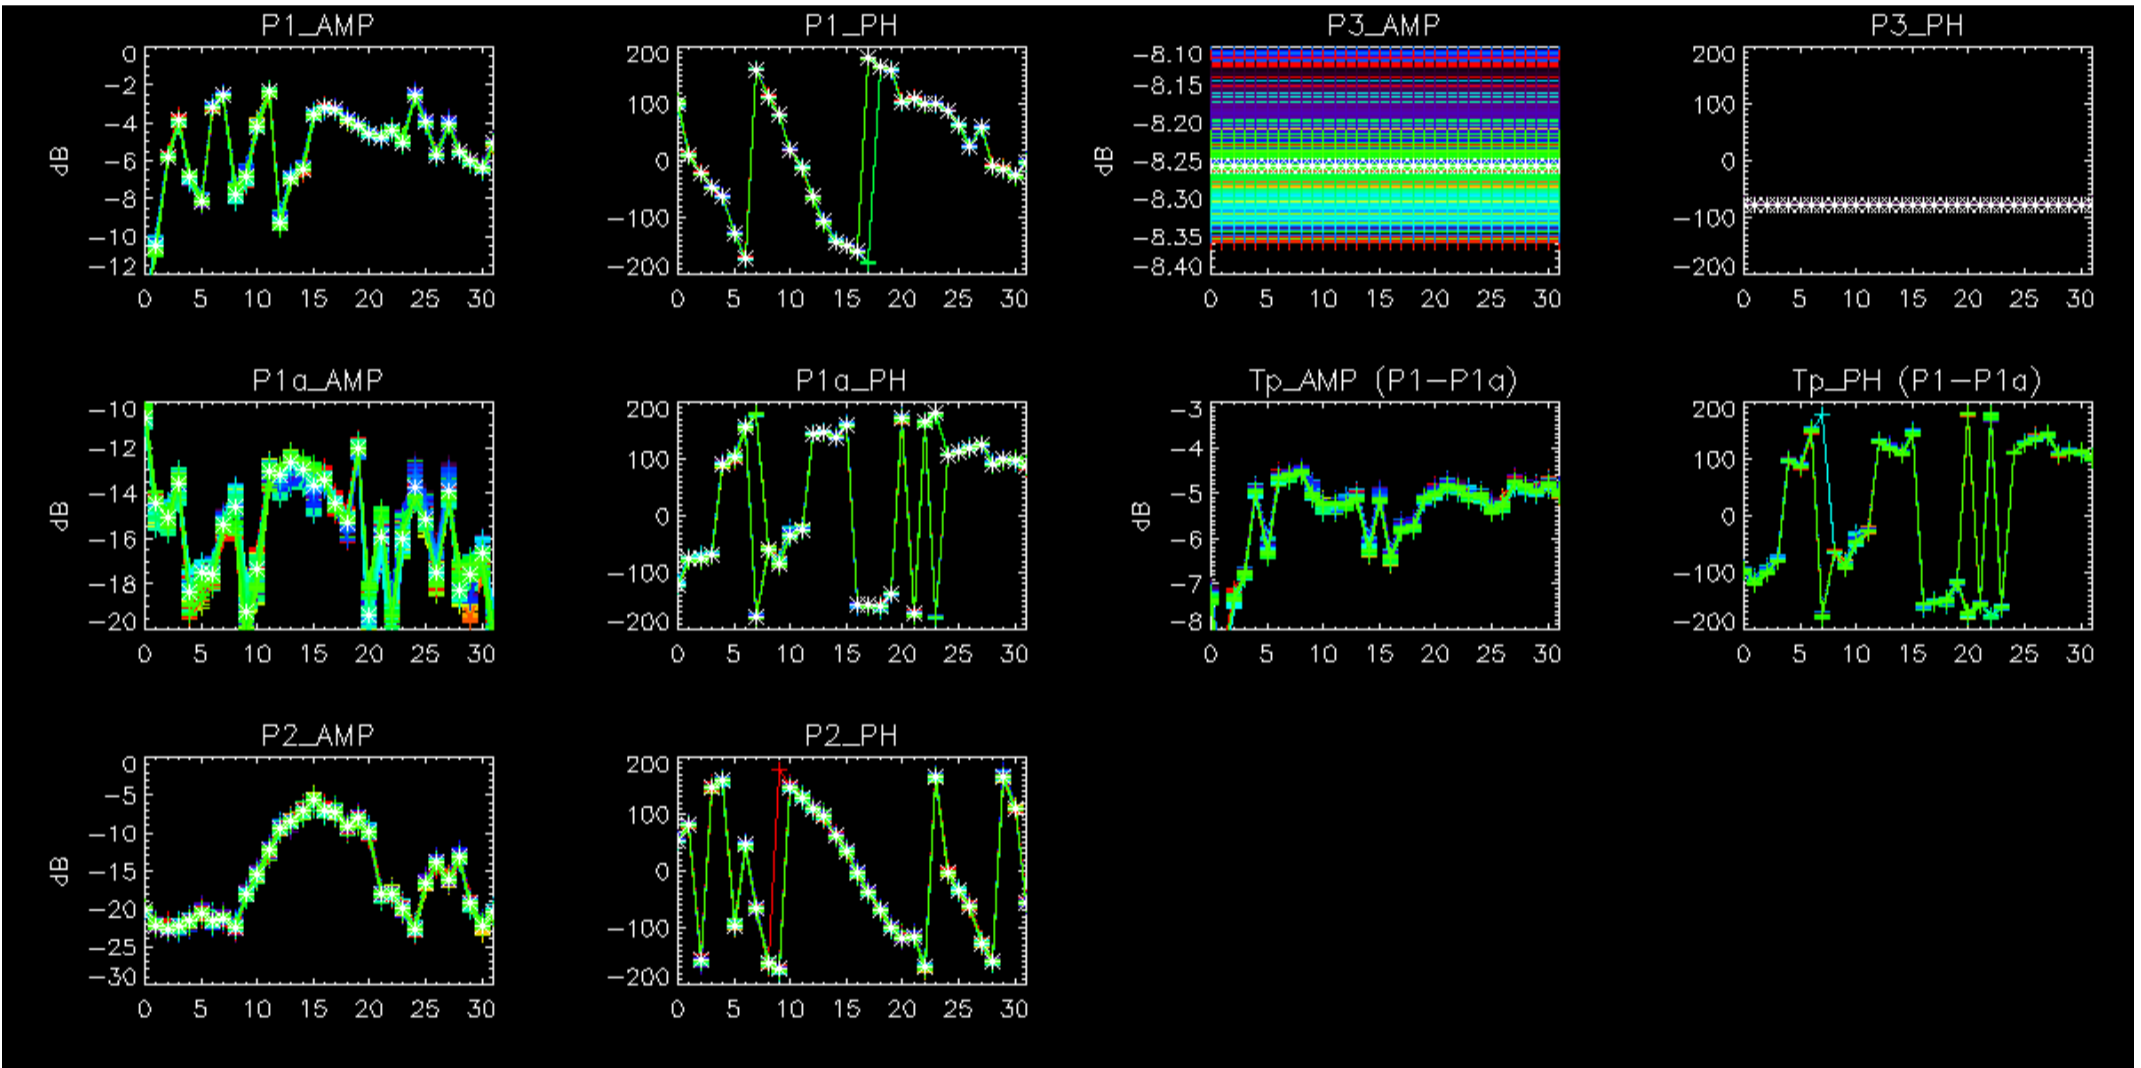 P1_AMP
0
-2
-4
-6
-8
-10
-12
dB
0 5 10 15 20 25 30
P1_PH
200
100
0
-100
-200
0 5 10 15 20 25 30
P3_AMP
-8.10
-8.15
-8.20
-8.25
-8.30
-8.35
-8.40
dB
0 5 10 15 20 25 30
P3_PH
200
100
0
-100
-200
0 5 10 15 20 25 30
P1a_AMP
-10
-12
-14
-16
-18
-20
dB
0 5 10 15 20 25 30
P1a_PH
200
100
0
-100
-200
0 5 10 15 20 25 30
Tp_AMP (P1-P1a)
-3
-4
-5
-6
-7
-8
dB
0 5 10 15 20 25 30
Tp_PH (P1-P1a)
200
100
0
-100
-200
0 5 10 15 20 25 30
P2_AMP
0
-5
-10
-15
-20
-25
-30
dB
0 5 10 15 20 25 30
P2_PH
200
100
0
-100
-200
0 5 10 15 20 25 30